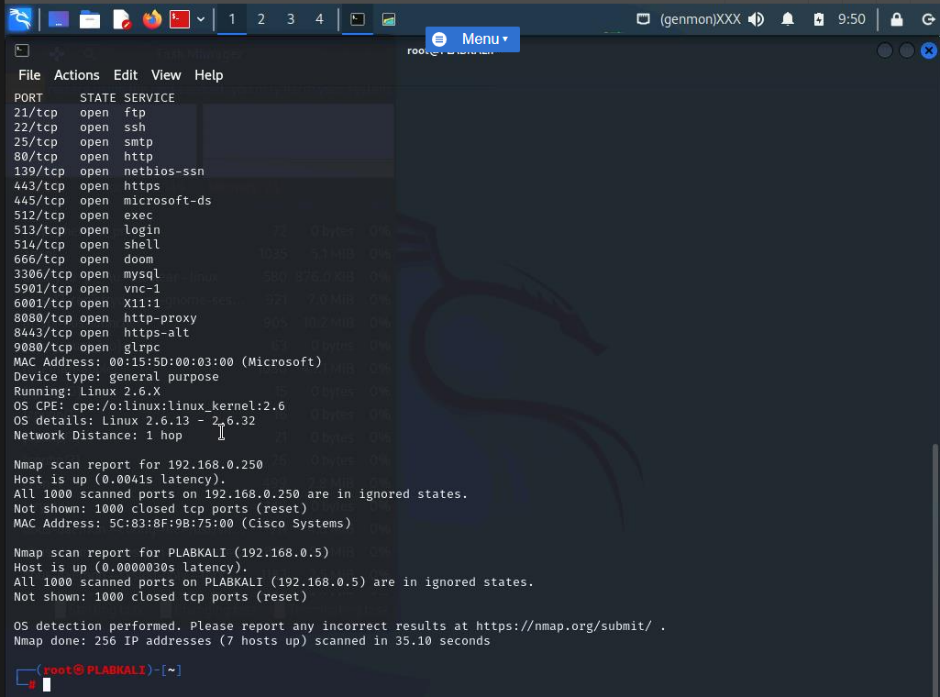 1 2 3 4 (genmon)XXX 9:50
Menu
File Actions Edit View Help
PORT STATE SERVICE
21/tcp open ftp
22/tcp open ssh
25/tcp open smtp
80/tcp open http
139/tcp open netbios-ssn
443/tcp open https
445/tcp open microsoft-ds
512/tcp open exec
513/tcp open login
514/tcp open shell
666/tcp open doom
3306/tcp open mysql
5901/tcp open vnc-1
6001/tcp open X11:1
8080/tcp open http-proxy
8443/tcp open https-alt
9080/tcp open glrpc
MAC Address: 00:15:5D:00:03:00 (Microsoft)
Device type: general purpose
Running: Linux 2.6.X
OS CPE: cpe:/o:linux:linux_kernel:2.6
OS details: Linux 2.6.13 - 2.6.32
Network Distance: 1 hop
Nmap scan report for 192.168.0.250
Host is up (0.0041s latency).
All 1000 scanned ports on 192.168.0.250 are in ignored states.
Not shown: 1000 closed tcp ports (reset)
MAC Address: 5C:83:8F:9B:75:00 (Cisco Systems)
Nmap scan report for PLABKALI (192.168.0.5)
Host is up (0.0000030s latency).
All 1000 scanned ports on PLABKALI (192.168.0.5) are in ignored states.
Not shown: 1000 closed tcp ports (reset)
OS detection performed. Please report any incorrect results at https://nmap.org/submit/ .
Nmap done: 256 IP addresses (7 hosts up) scanned in 35.10 seconds
┌──(root㉿PLABKALI)-[~]
└─#